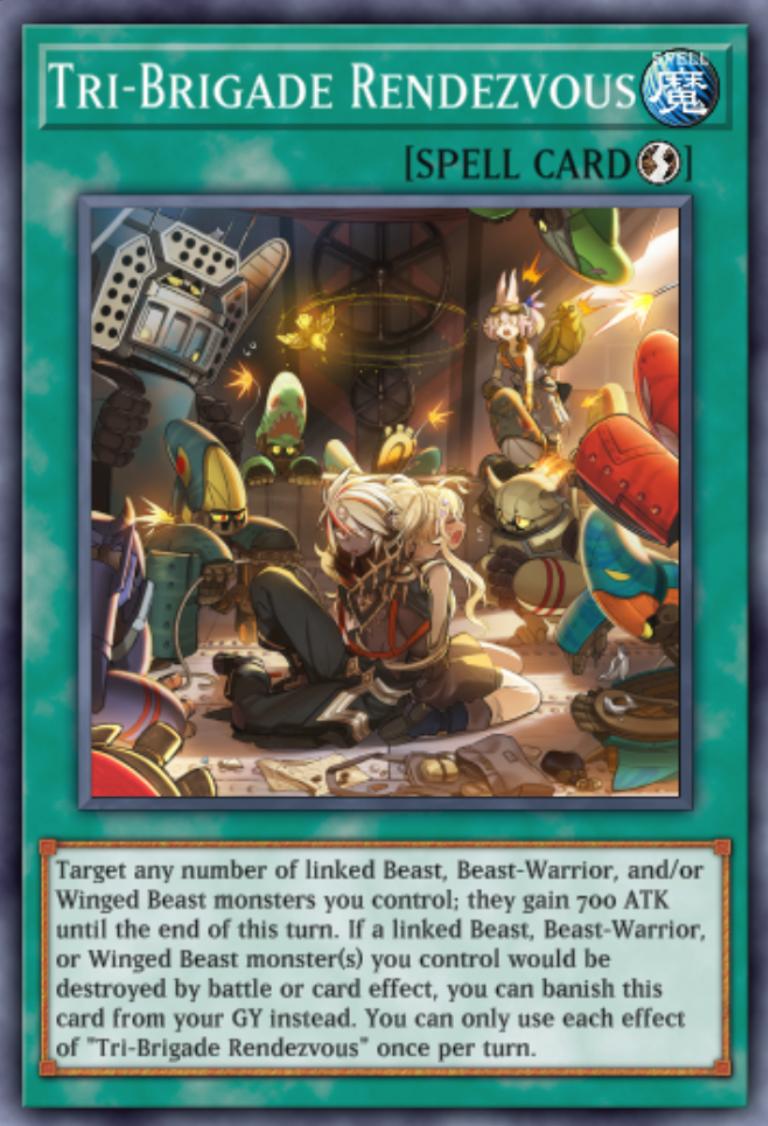 TRI-BRIGADE RENDEZVOUS
SPELL
魔
[SPELL CARD]
Target any number of linked Beast, Beast-Warrior, and/or
Winged Beast monsters you control; they gain 700 ATK
until the end of this turn. If a linked Beast, Beast-Warrior,
or Winged Beast monster(s) you control would be
destroyed by battle or card effect, you can banish this
card from your GY instead. You can only use each effect
of "Tri-Brigade Rendezvous" once per turn.